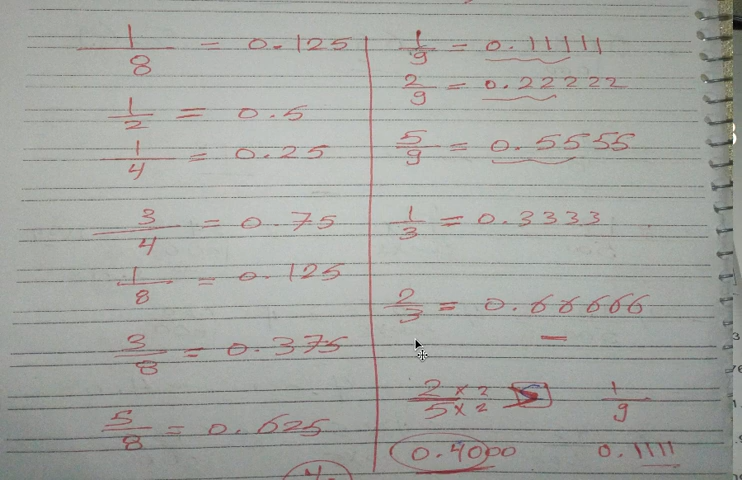 1/8 = 0.125
1/2 = 0.5
1/4 = 0.25
3/4 = 0.75
1/8 = 0.125
3/8 = 0.375
5/8 = 0.625
1/9 = 0.11111
2/9 = 0.22222
5/9 = 0.5555
1/3 = 0.3333
2/3 = 0.66666
2×2/5×2 1/9
0.4000 0.1111